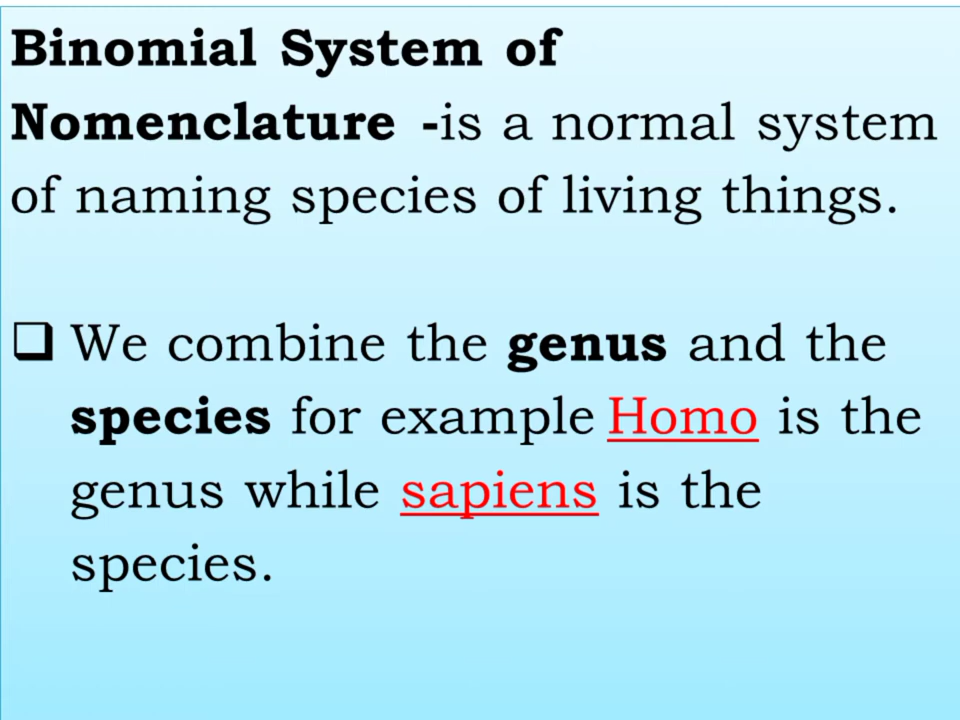 Binomial System of
Nomenclature -is a normal system
of naming species of living things.
❑ We combine the genus and the
species for example Homo is the
genus while sapiens is the
species.